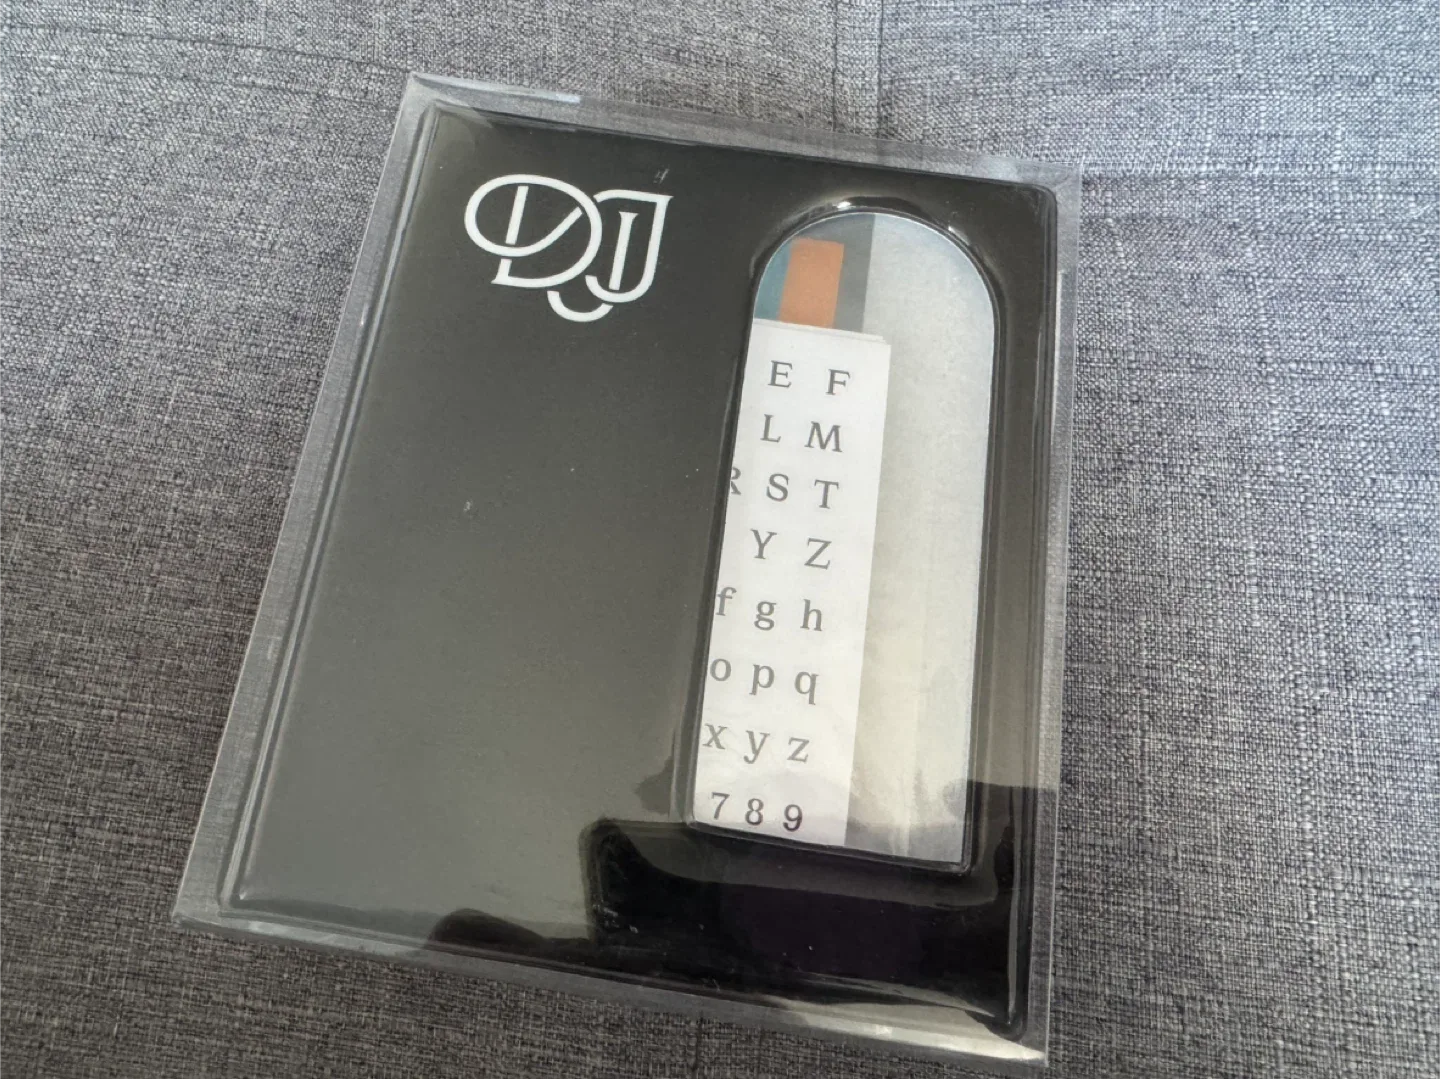 DJ
E F
L M
R S T
Y Z
f g h
o p q
x y z
7 8 9